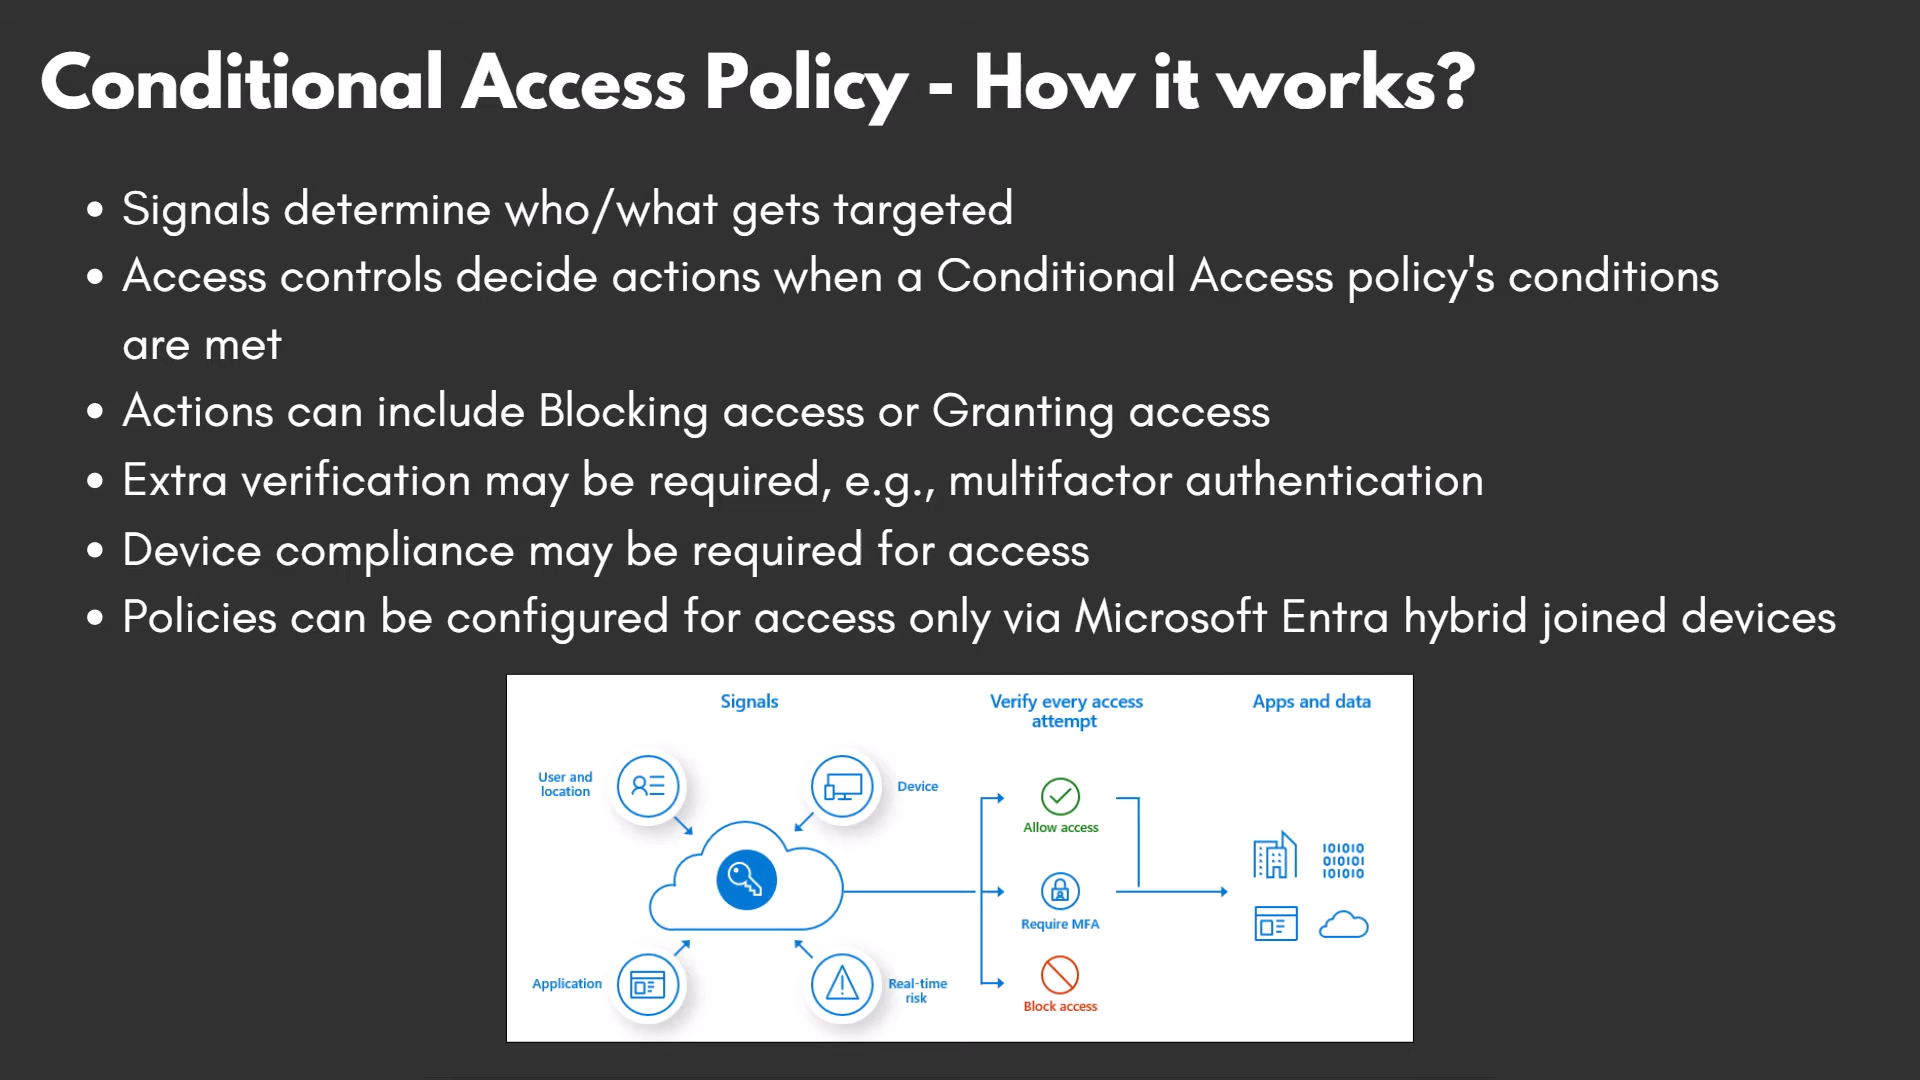 Conditional Access Policy - How it works?
• Signals determine who/what gets targeted
• Access controls decide actions when a Conditional Access policy's conditions
are met
• Actions can include Blocking access or Granting access
• Extra verification may be required, e.g., multifactor authentication
• Device compliance may be required for access
• Policies can be configured for access only via Microsoft Entra hybrid joined devices
Signals
Verify every access
attempt
Apps and data
User and
location
Device
Allow access
101010
010101
101010
Require MFA
Application
Real-time
risk
Block access